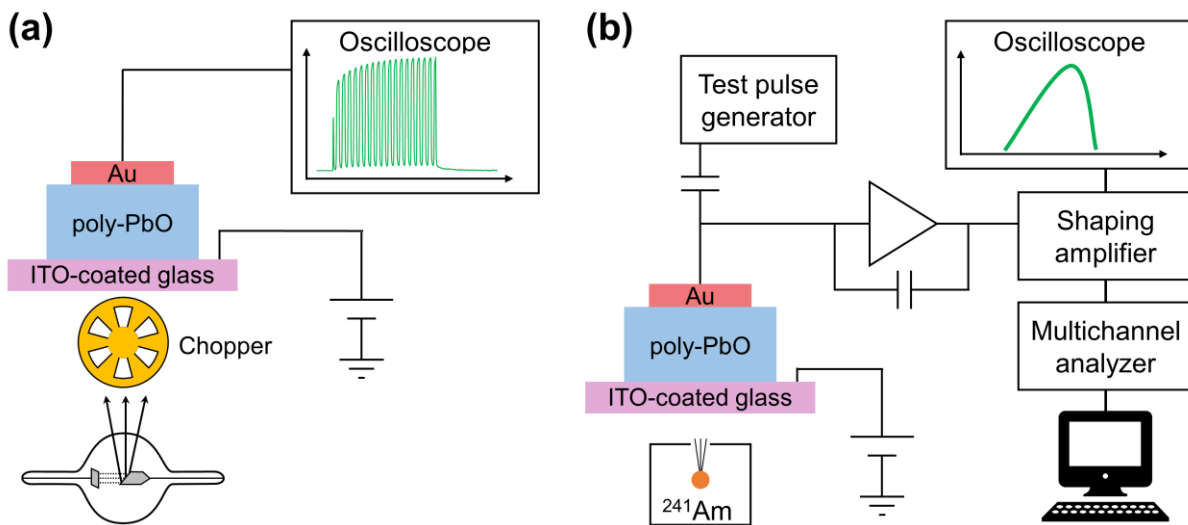 (a)
Oscilloscope
Au
poly-PbO
ITO-coated glass
Chopper
(b)
Test pulse
generator
Oscilloscope
Shaping
amplifier
Au
poly-PbO
ITO-coated glass
Multichannel
analyzer
241Am